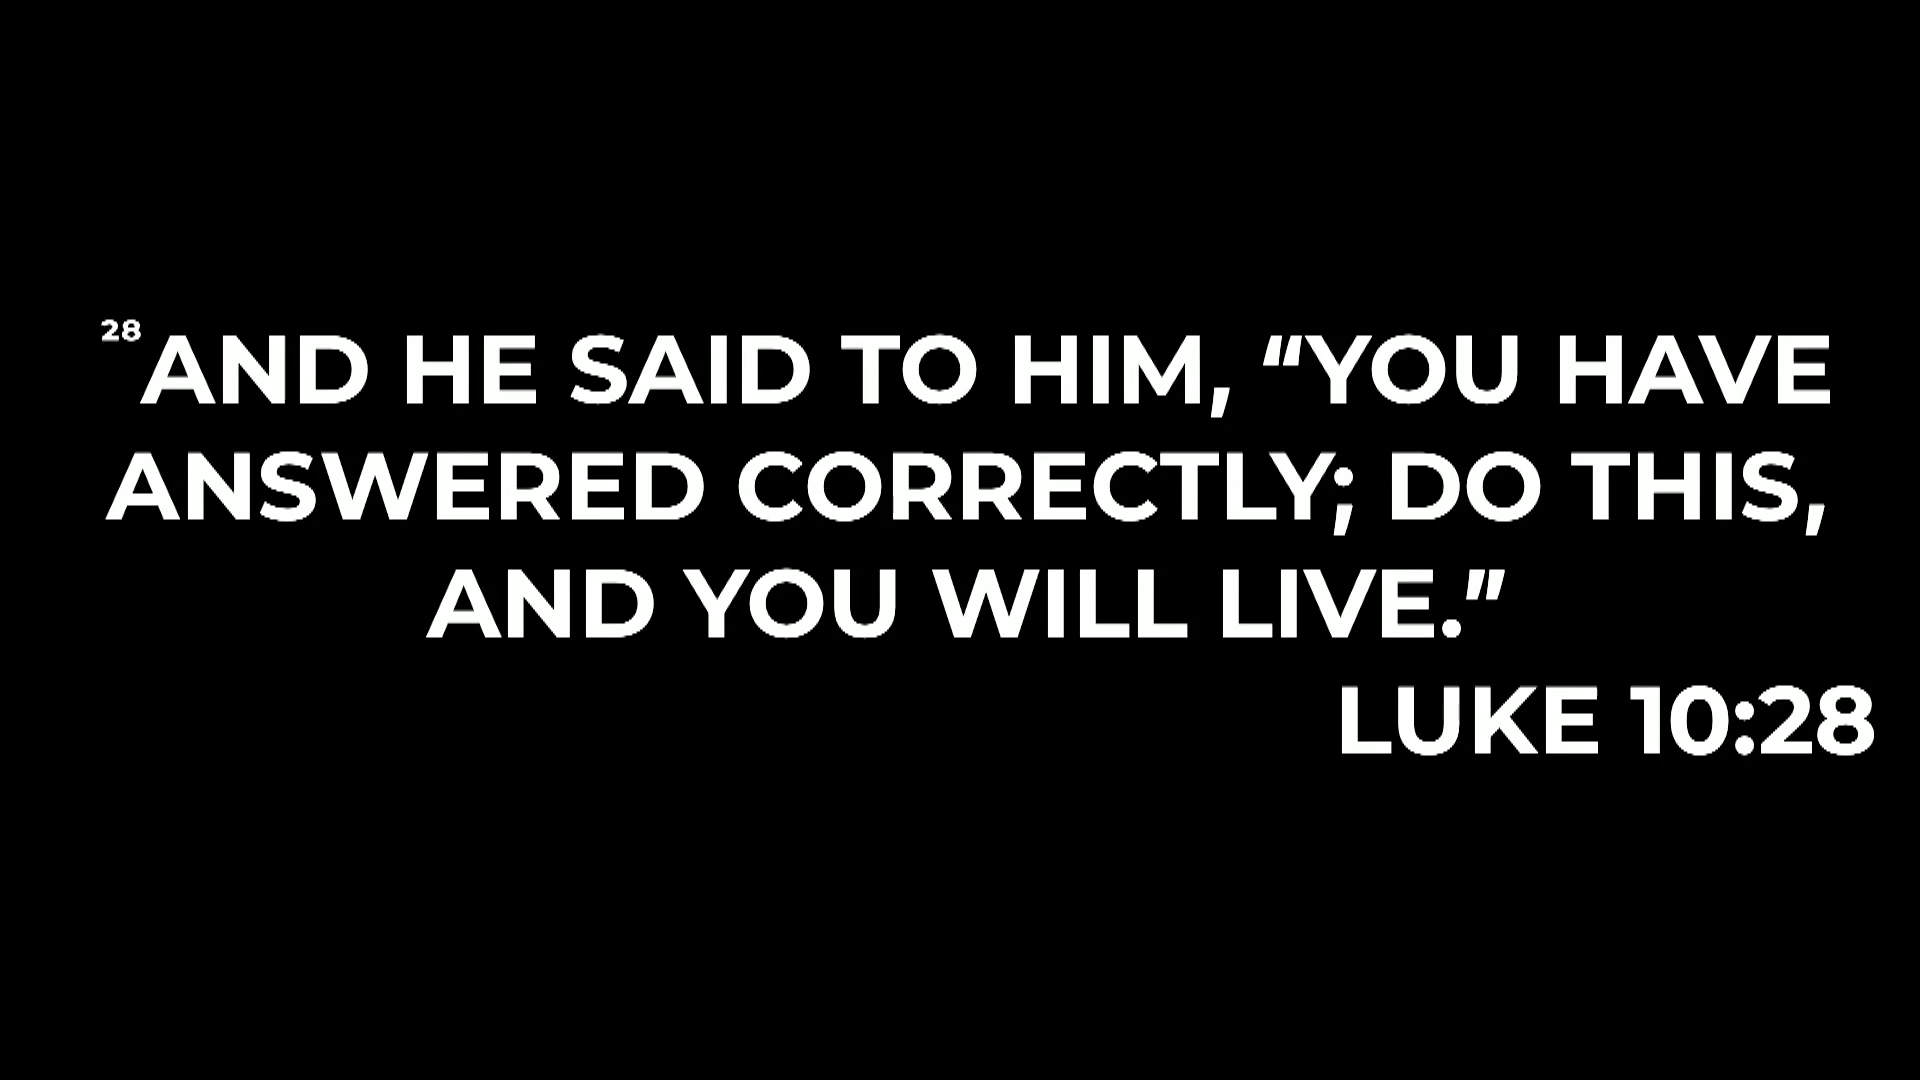 28AND HE SAID TO HIM, “YOU HAVE
ANSWERED CORRECTLY; DO THIS,
AND YOU WILL LIVE.”
LUKE 10:28